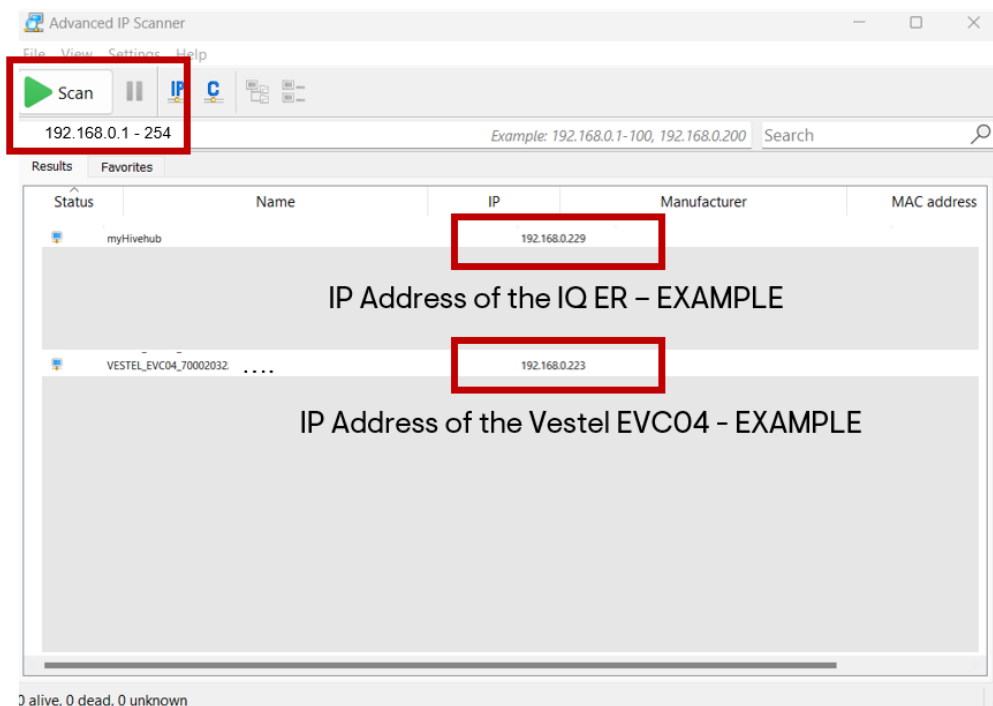 Advanced IP Scanner
File View Settings Help
Scan IP C
192.168.0.1 - 254 Example: 192.168.0.1-100, 192.168.0.200 Search
Results Favorites
Status Name IP Manufacturer MAC address
myHivehub 192.168.0.229
IP Address of the IQ ER – EXAMPLE
VESTEL_EVC04_70002032 .... 192.168.0.223
IP Address of the Vestel EVC04 - EXAMPLE
0 alive, 0 dead, 0 unknown